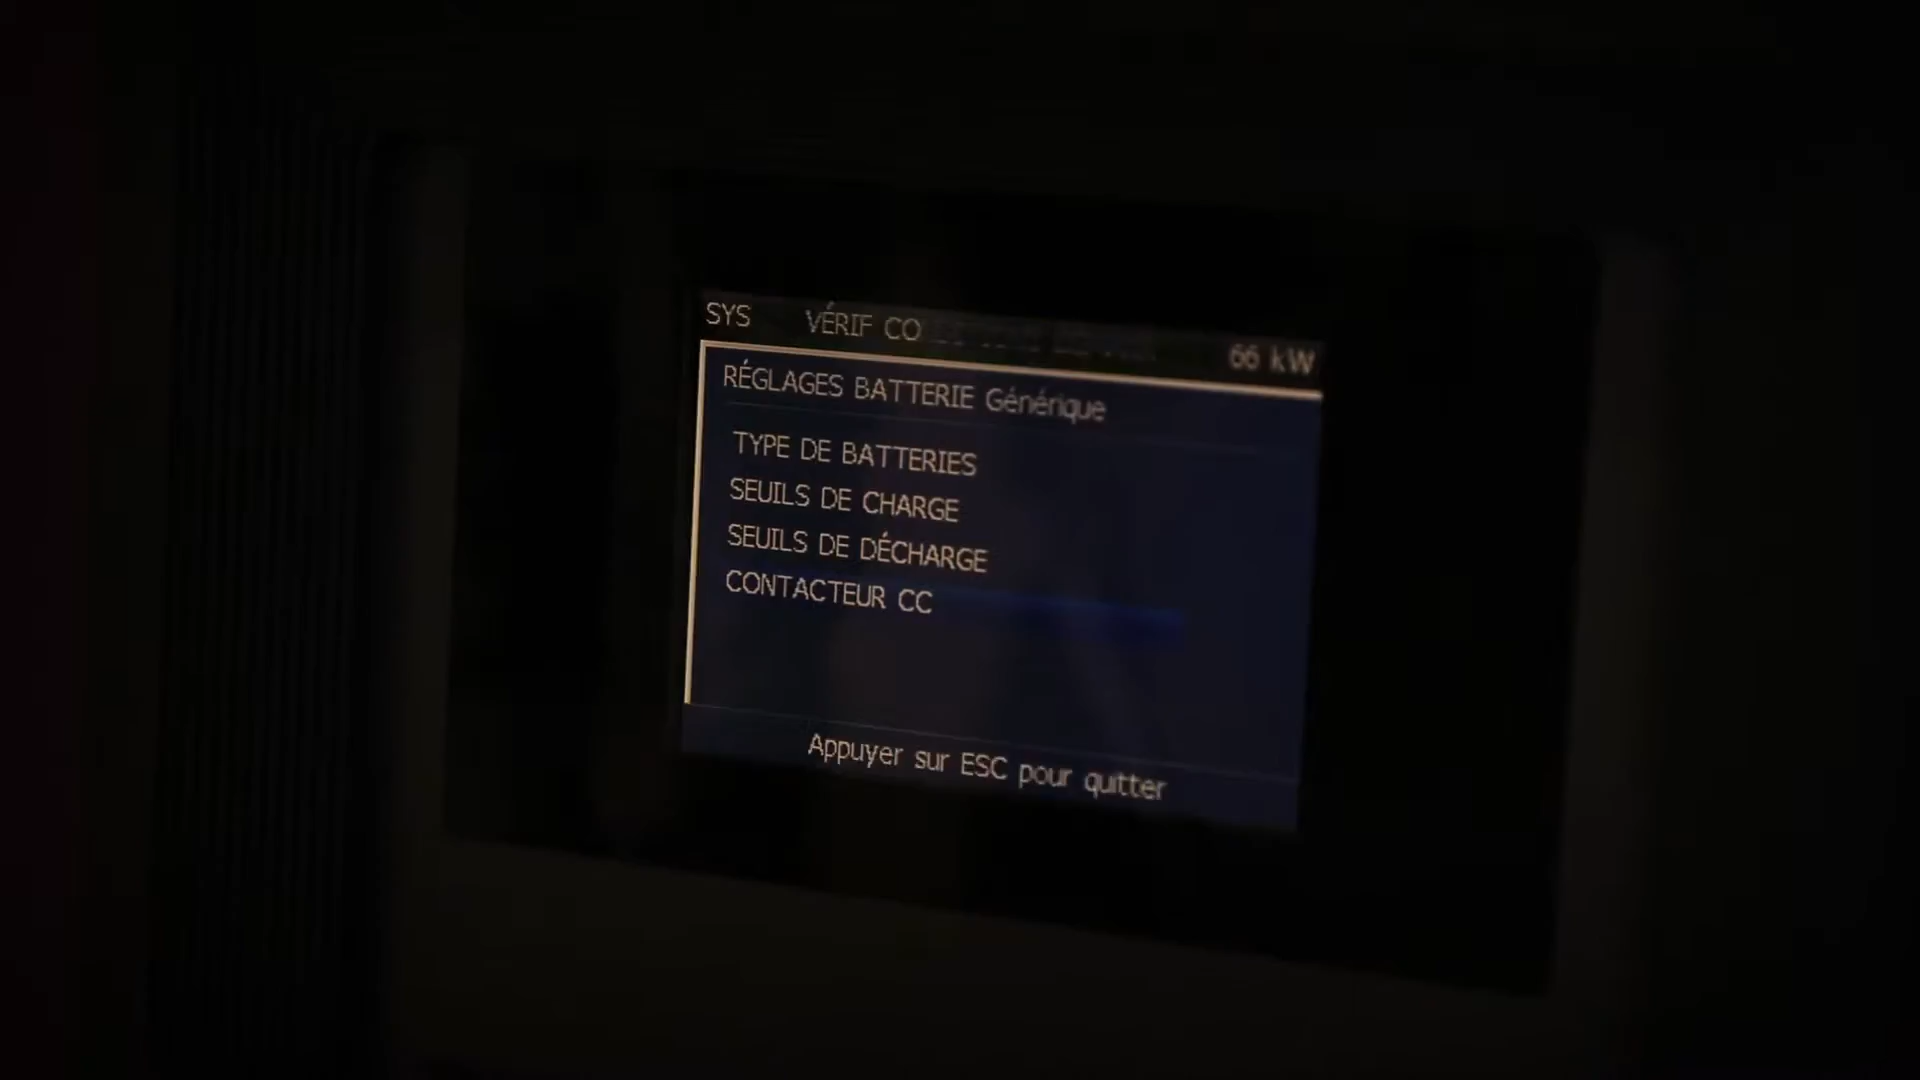 SYS VÉRIF CO 66 kW
RÉGLAGES BATTERIE Générique
TYPE DE BATTERIES
SEUILS DE CHARGE
SEUILS DE DÉCHARGE
CONTACTEUR CC
Appuyer sur ESC pour quitter